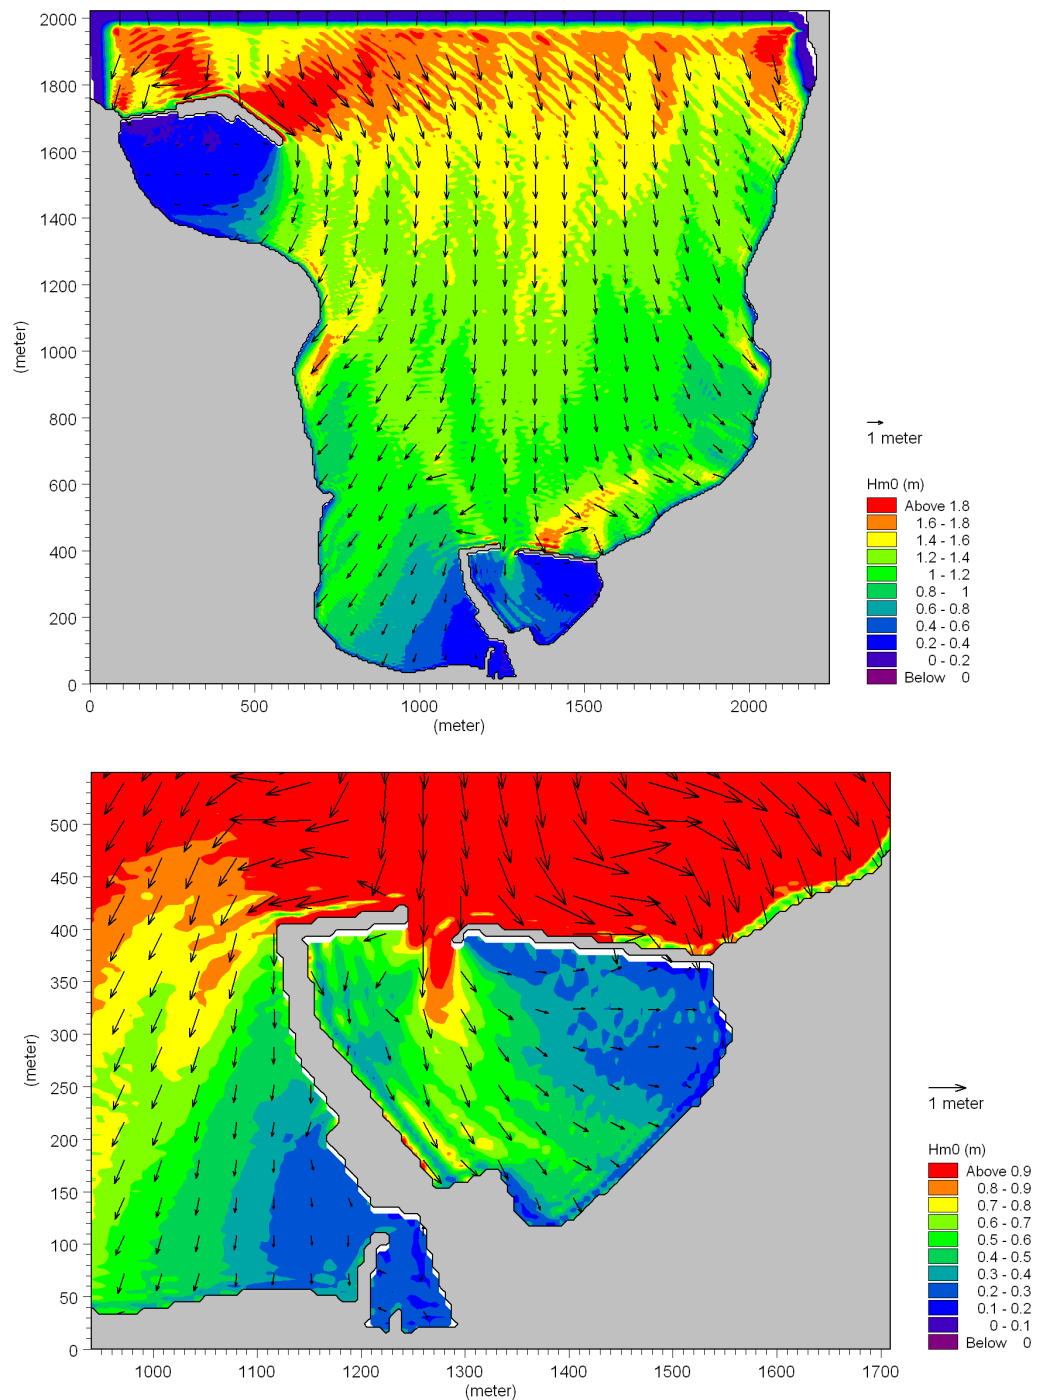 2000
1800
1600
1400
1200
1000
800
600
400
200
0
(meter)
0
500
1000
1500
2000
(meter)
1 meter
Hm0 (m)
Above 1.8
1.6 - 1.8
1.4 - 1.6
1.2 - 1.4
1 - 1.2
0.8 - 1
0.6 - 0.8
0.4 - 0.6
0.2 - 0.4
0 - 0.2
Below 0
500
450
400
350
300
250
200
150
100
50
0
(meter)
1000
1100
1200
1300
1400
1500
1600
1700
(meter)
1 meter
Hm0 (m)
Above 0.9
0.8 - 0.9
0.7 - 0.8
0.6 - 0.7
0.5 - 0.6
0.4 - 0.5
0.3 - 0.4
0.2 - 0.3
0.1 - 0.2
0 - 0.1
Below 0